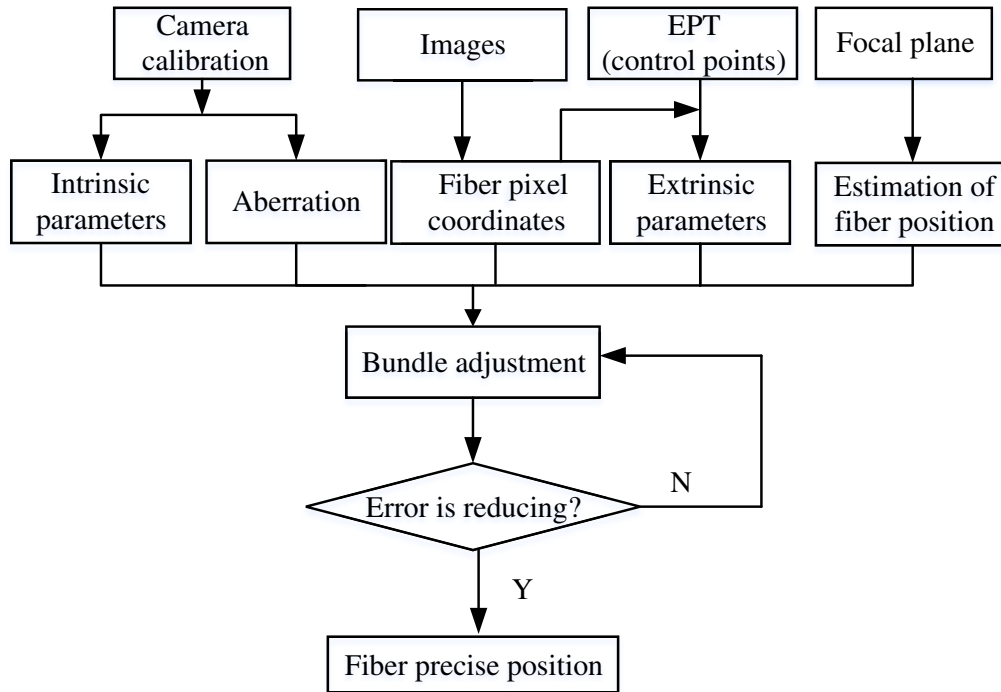 Camera
calibration
Images
EPT
(control points)
Focal plane
Intrinsic
parameters
Aberration
Fiber pixel
coordinates
Extrinsic
parameters
Estimation of
fiber position
Bundle adjustment
Error is reducing?
N
Y
Fiber precise position